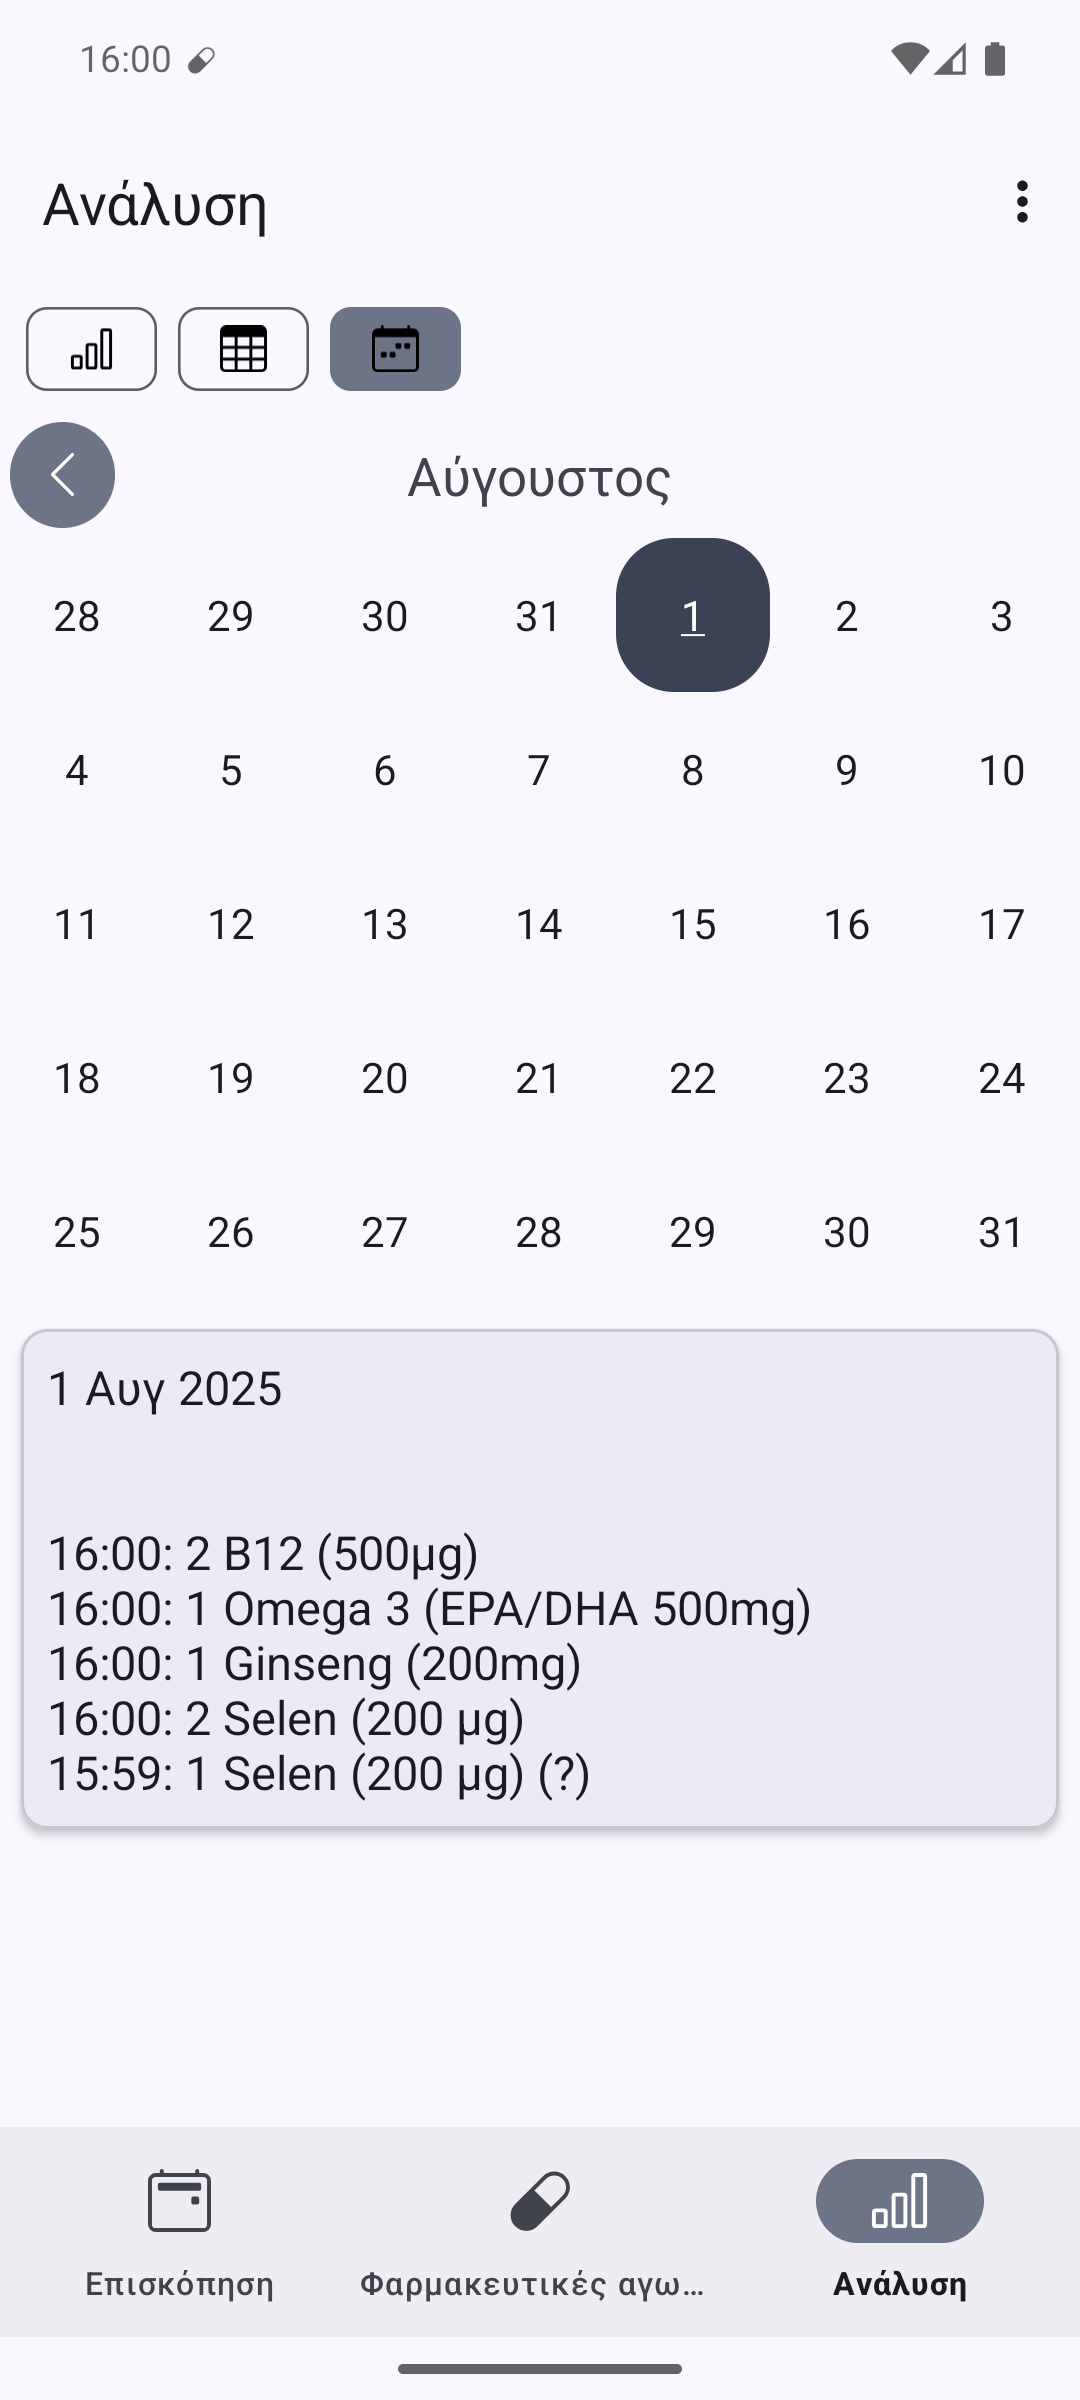 16:00
Ανάλυση
Αύγουστος
28 29 30 31 1 2 3
4 5 6 7 8 9 10
11 12 13 14 15 16 17
18 19 20 21 22 23 24
25 26 27 28 29 30 31
1 Αυγ 2025
16:00: 2 B12 (500µg)
16:00: 1 Omega 3 (EPA/DHA 500mg)
16:00: 1 Ginseng (200mg)
16:00: 2 Selen (200 µg)
15:59: 1 Selen (200 µg) (?)
Επισκόπηση
Φαρμακευτικές αγω...
Ανάλυση